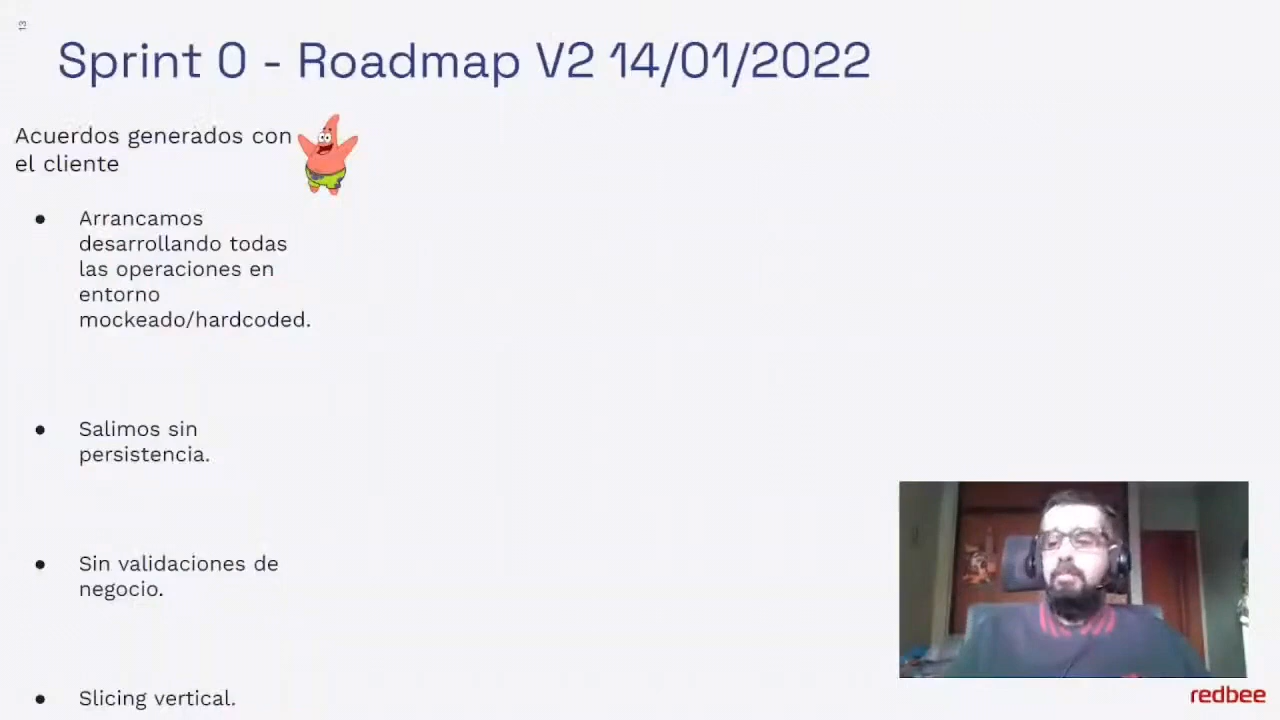 13
Sprint 0 - Roadmap V2 14/01/2022
Acuerdos generados con
el cliente
● Arrancamos
desarrollando todas
las operaciones en
entorno
mockeado/hardcoded.
● Salimos sin
persistencia.
● Sin validaciones de
negocio.
● Slicing vertical.
redbee